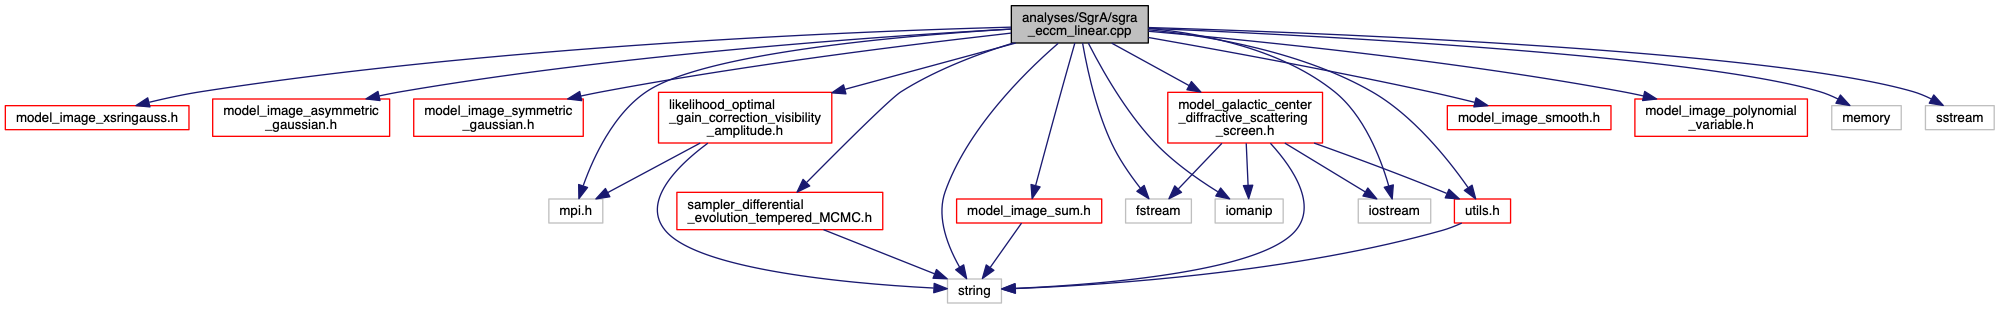 analyses/SgrA/sgra
_eccm_linear.cpp
model_image_xsringauss.h
model_image_asymmetric
_gaussian.h
model_image_symmetric
_gaussian.h
likelihood_optimal
_gain_correction_visibility
_amplitude.h
model_galactic_center
_diffractive_scattering
_screen.h
model_image_smooth.h
model_image_polynomial
_variable.h
memory
sstream
mpi.h
sampler_differential
_evolution_tempered_MCMC.h
model_image_sum.h
fstream
iomanip
iostream
utils.h
string